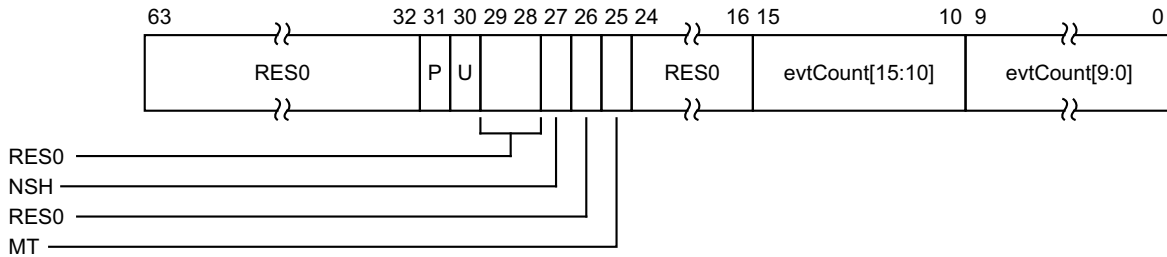 63 32 31 30 29 28 27 26 25 24 16 15 10 9 0
RES0 P U RES0 evtCount[15:10] evtCount[9:0]
RES0
NSH
RES0
MT